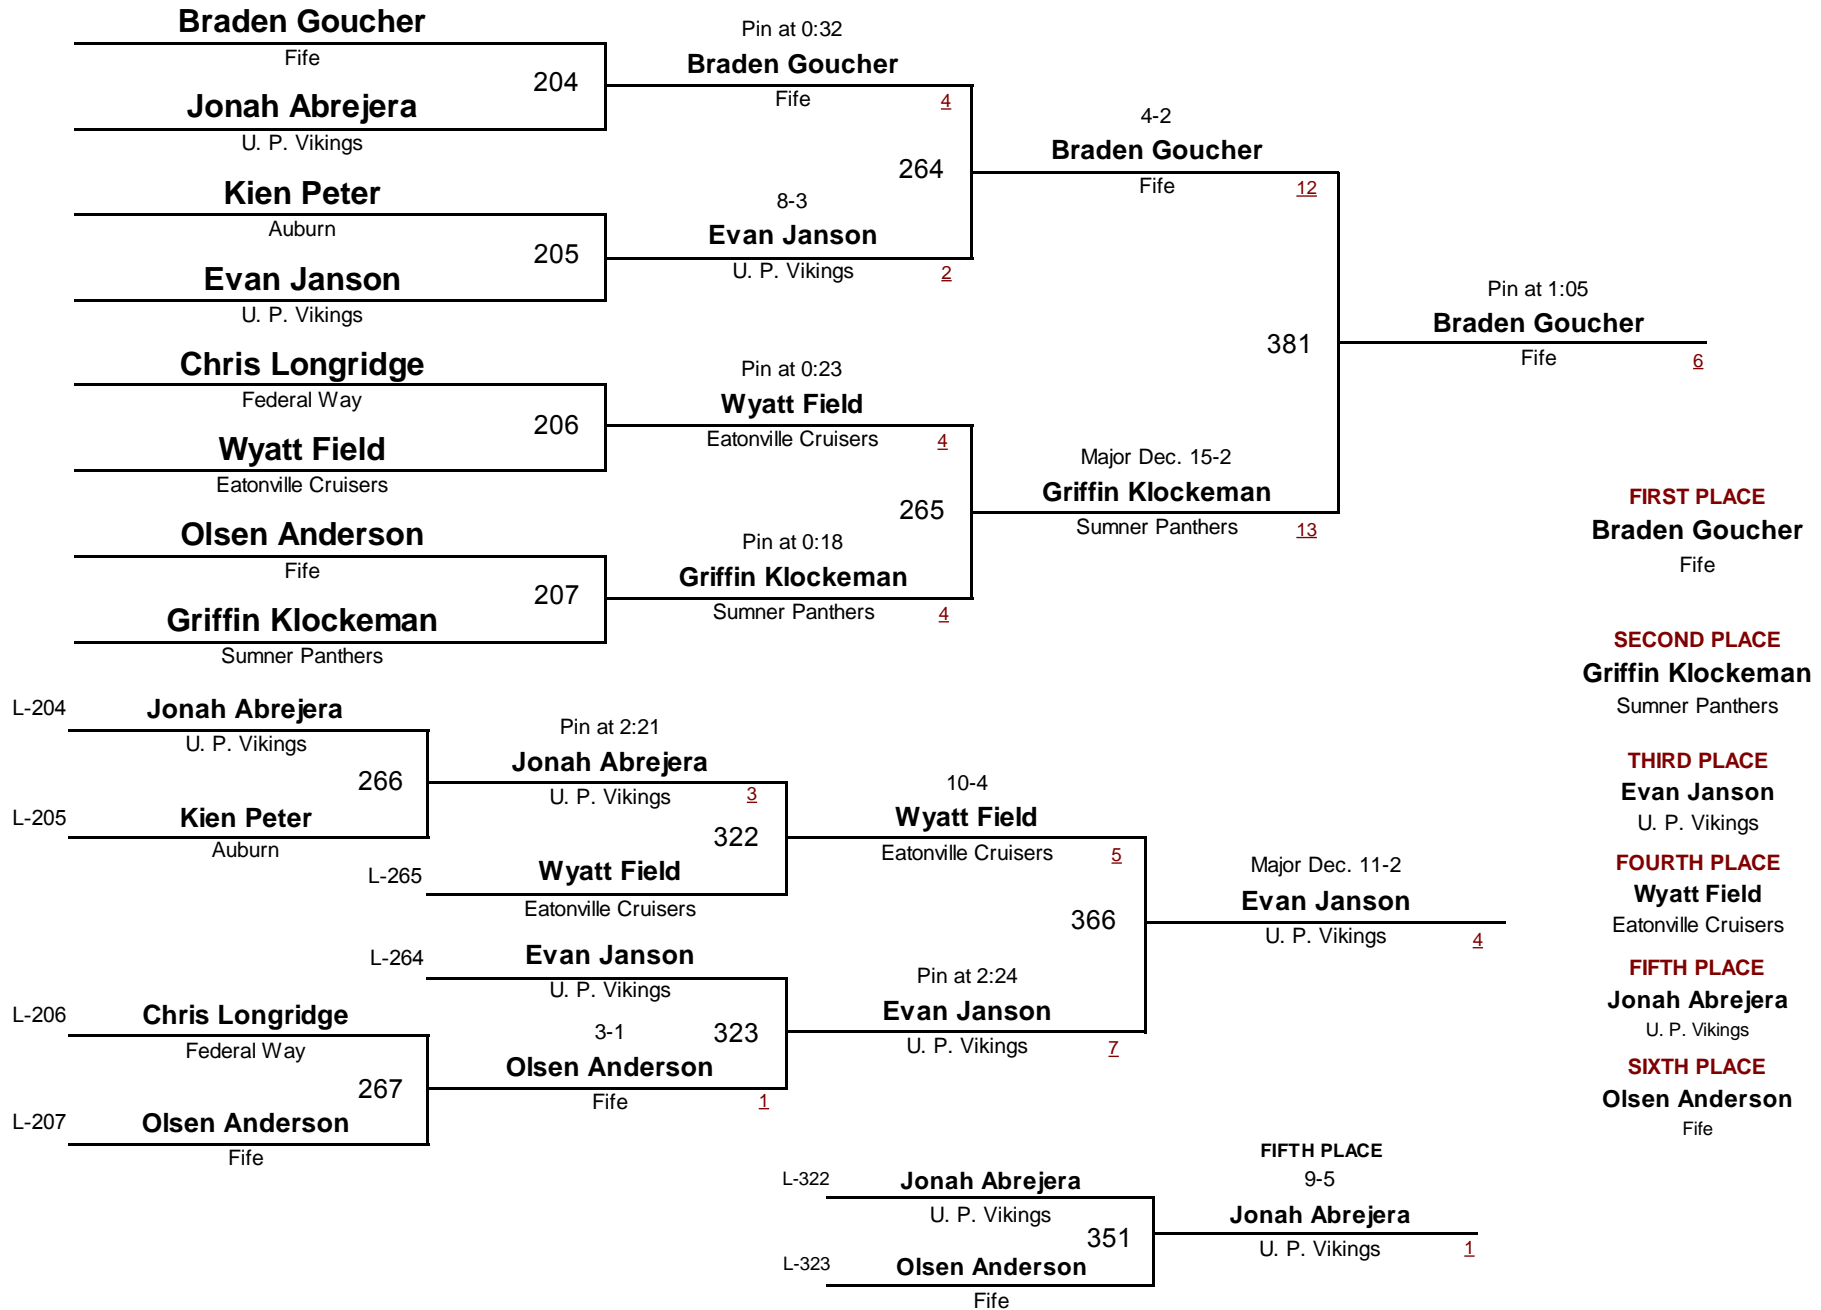 Braden Goucher
Fife
204
Jonah Abrejera
U. P. Vikings
Kien Peter
Auburn
205
Evan Janson
U. P. Vikings
Chris Longridge
Federal Way
206
Wyatt Field
Eatonville Cruisers
Olsen Anderson
Fife
207
Griffin Klockeman
Sumner Panthers
Pin at 0:32
Braden Goucher
Fife
4
264
8-3
Evan Janson
U. P. Vikings
2
Pin at 0:23
Wyatt Field
Eatonville Cruisers
4
265
Pin at 0:18
Griffin Klockeman
Sumner Panthers
4
4-2
Braden Goucher
Fife
12
381
Major Dec. 15-2
Griffin Klockeman
Sumner Panthers
13
Pin at 1:05
Braden Goucher
Fife
6
FIRST PLACE
Braden Goucher
Fife
SECOND PLACE
Griffin Klockeman
Sumner Panthers
THIRD PLACE
Evan Janson
U. P. Vikings
FOURTH PLACE
Wyatt Field
Eatonville Cruisers
FIFTH PLACE
Jonah Abrejera
U. P. Vikings
SIXTH PLACE
Olsen Anderson
Fife
L-204
Jonah Abrejera
U. P. Vikings
266
L-205
Kien Peter
Auburn
Pin at 2:21
Jonah Abrejera
U. P. Vikings
3
322
L-265
Wyatt Field
Eatonville Cruisers
L-264
Evan Janson
U. P. Vikings
L-206
Chris Longridge
Federal Way
267
L-207
Olsen Anderson
Fife
3-1
323
Olsen Anderson
Fife
1
10-4
Wyatt Field
Eatonville Cruisers
5
366
Pin at 2:24
Evan Janson
U. P. Vikings
7
Major Dec. 11-2
Evan Janson
U. P. Vikings
4
L-322
Jonah Abrejera
U. P. Vikings
351
L-323
Olsen Anderson
Fife
FIFTH PLACE
9-5
Jonah Abrejera
U. P. Vikings
1